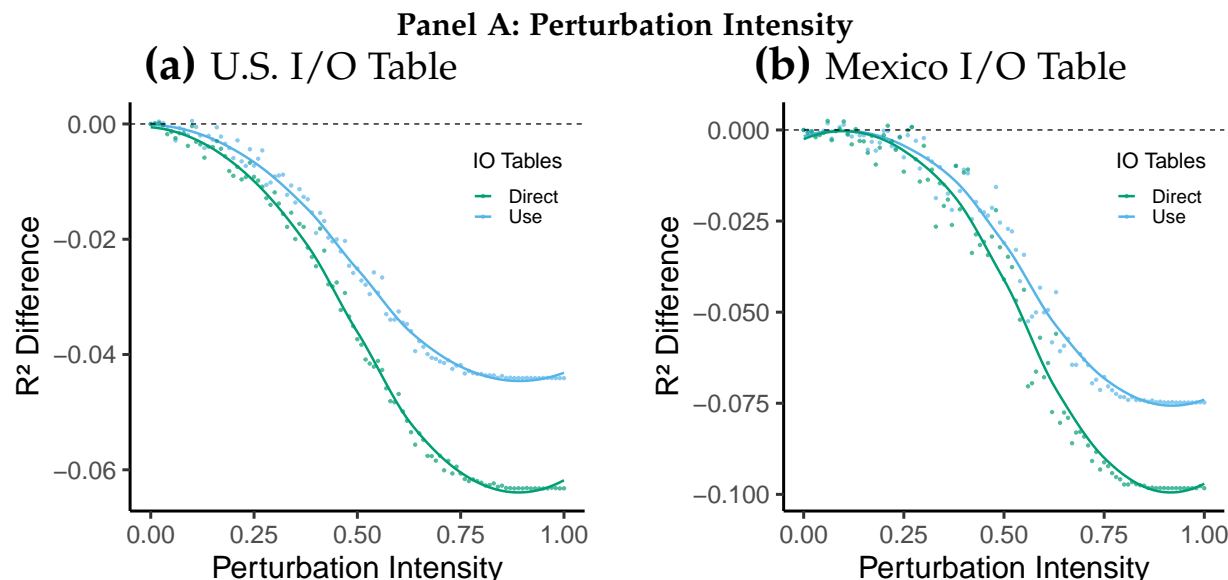 Panel A: Perturbation Intensity
(a) U.S. I/O Table
(b) Mexico I/O Table
0.00
−0.02
−0.04
−0.06
R² Difference
IO Tables
Direct
Use
0.00
0.25
0.50
0.75
1.00
Perturbation Intensity
0.000
−0.025
−0.050
−0.075
−0.100
R² Difference
IO Tables
Direct
Use
0.00
0.25
0.50
0.75
1.00
Perturbation Intensity